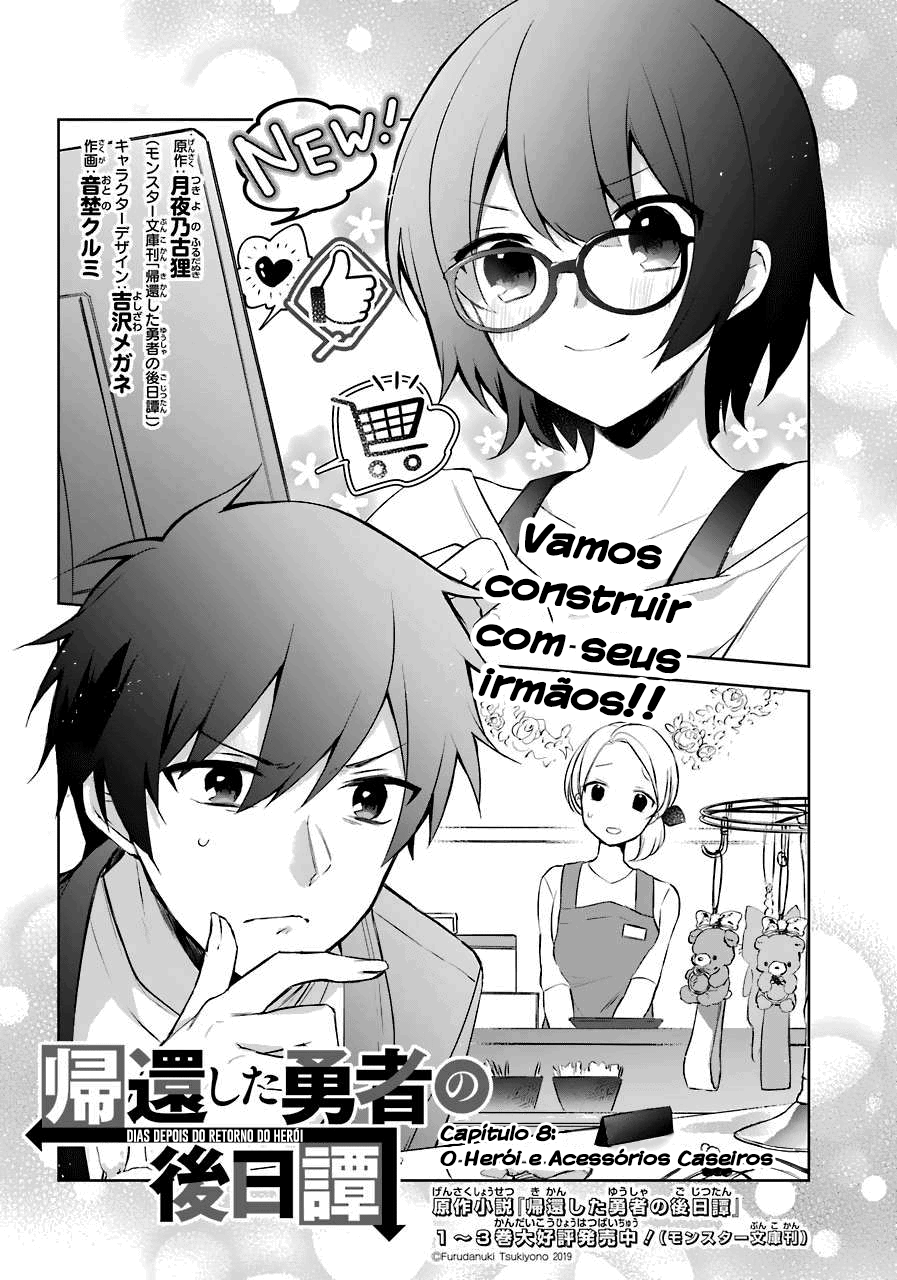 NEW!
原作:月夜乃古狸
(モンスター文庫刊「帰還した勇者の後日譚」)
キャラクターデザイン:吉沢メガネ
作画:音埜クルミ
Vamos
construir
com seus
irmãos!!
帰還した勇者の
DIAS DEPOIS DO RETORNO DO HERÓI
後日譚
Capítulo 8:
O Herói e Acessórios Caseiros
原作小説「帰還した勇者の後日譚」
1~3巻大好評発売中!(モンスター文庫刊)
©Furudanuki Tsukiyono 2019